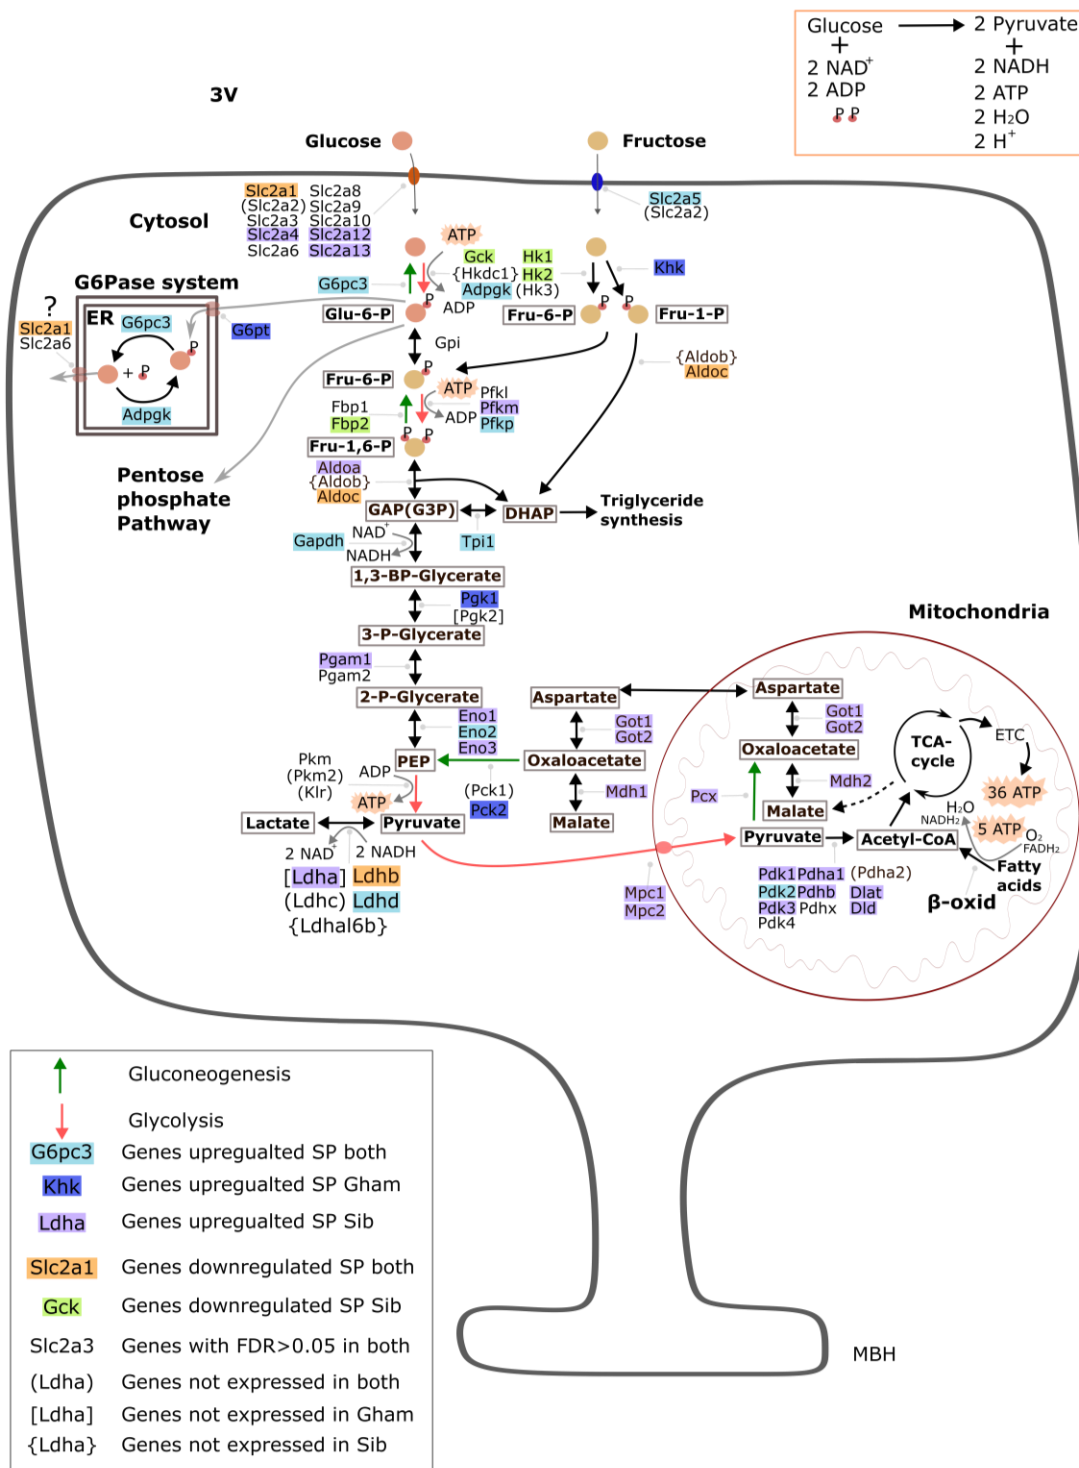 Glucose
+
2 NAD+
2 ADP
P P
2 Pyruvate
+
2 NADH
2 ATP
2 H₂O
2 H+
3V
Glucose
Fructose
Cytosol
Slc2a1 Slc2a8
(Slc2a2) Slc2a9
Slc2a3 Slc2a10
Slc2a4 Slc2a12
Slc2a6 Slc2a13
Slc2a5
(Slc2a2)
ATP
ADP
G6pc3
Gck
{Hkdc1}
Adpgk
Hk1
Hk2
(Hk3)
Khk
P
Glu-6-P
P
Fru-6-P
P
Fru-1-P
G6Pase system
?
Slc2a1
Slc2a6
ER
G6pc3
P
+ P
Adpgk
G6pt
Gpi
{Aldob}
Aldoc
P
Fru-6-P
Fbp1
Fbp2
ATP
ADP
Pfkl
Pfkm
Pfkp
P P
Fru-1,6-P
Pentose
phosphate
Pathway
Aldoa
{Aldob}
Aldoc
GAP(G3P)
DHAP
Triglyceride
synthesis
Gapdh
NAD+
NADH
Tpi1
1,3-BP-Glycerate
Pgk1
[Pgk2]
3-P-Glycerate
Pgam1
Pgam2
2-P-Glycerate
Eno1
Eno2
Eno3
PEP
Aspartate
Got1
Got2
Oxaloacetate
Mdh1
Malate
(Pck1)
Pck2
Pkm
(Pkm2)
(Klr)
ADP
ATP
Lactate
Pyruvate
2 NAD+
2 NADH
[Ldha] Ldhb
(Ldhc) Ldhd
{Ldhal6b}
Mpc1
Mpc2
Mitochondria
Aspartate
Got1
Got2
Oxaloacetate
Mdh2
Malate
Pcx
Pyruvate
Acetyl-CoA
TCA-
cycle
ETC
36 ATP
H₂O
NADH₂
5 ATP
O₂
FADH₂
Fatty
acids
β-oxid
Pdk1 Pdha1 (Pdha2)
Pdk2 Pdhb Dlat
Pdk3 Pdhx Dld
Pdk4
Gluconeogenesis
Glycolysis
G6pc3 Genes upregualted SP both
Khk Genes upregualted SP Gham
Ldha Genes upregualted SP Sib
Slc2a1 Genes downregulated SP both
Gck Genes downregulated SP Sib
Slc2a3 Genes with FDR>0.05 in both
(Ldha) Genes not expressed in both
[Ldha] Genes not expressed in Gham
{Ldha} Genes not expressed in Sib
MBH